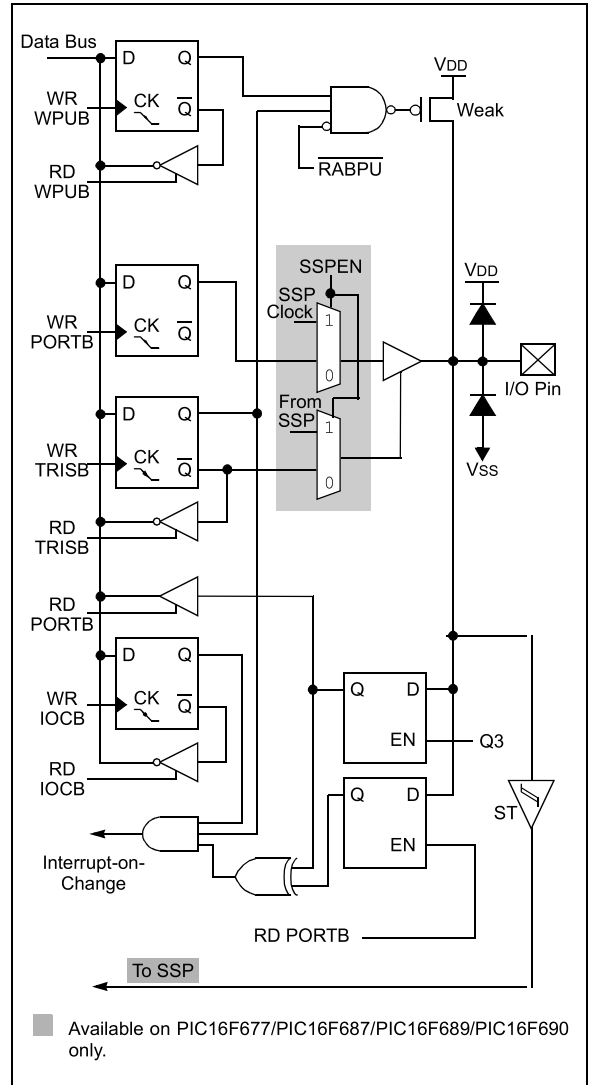 Data Bus
D
Q
WR
WPUB
CK
Q
RD
WPUB
VDD
Weak
RABPU
D
Q
WR
PORTB
CK
Q
SSPEN
SSP
Clock
1
0
VDD
I/O Pin
VSS
From
SSP
1
0
D
Q
WR
TRISB
CK
Q
RD
TRISB
RD
PORTB
D
Q
WR
IOCB
CK
Q
RD
IOCB
Q
D
EN
Q3
Q
D
EN
ST
Interrupt-on-
Change
RD PORTB
To SSP
Available on PIC16F677/PIC16F687/PIC16F689/PIC16F690
only.